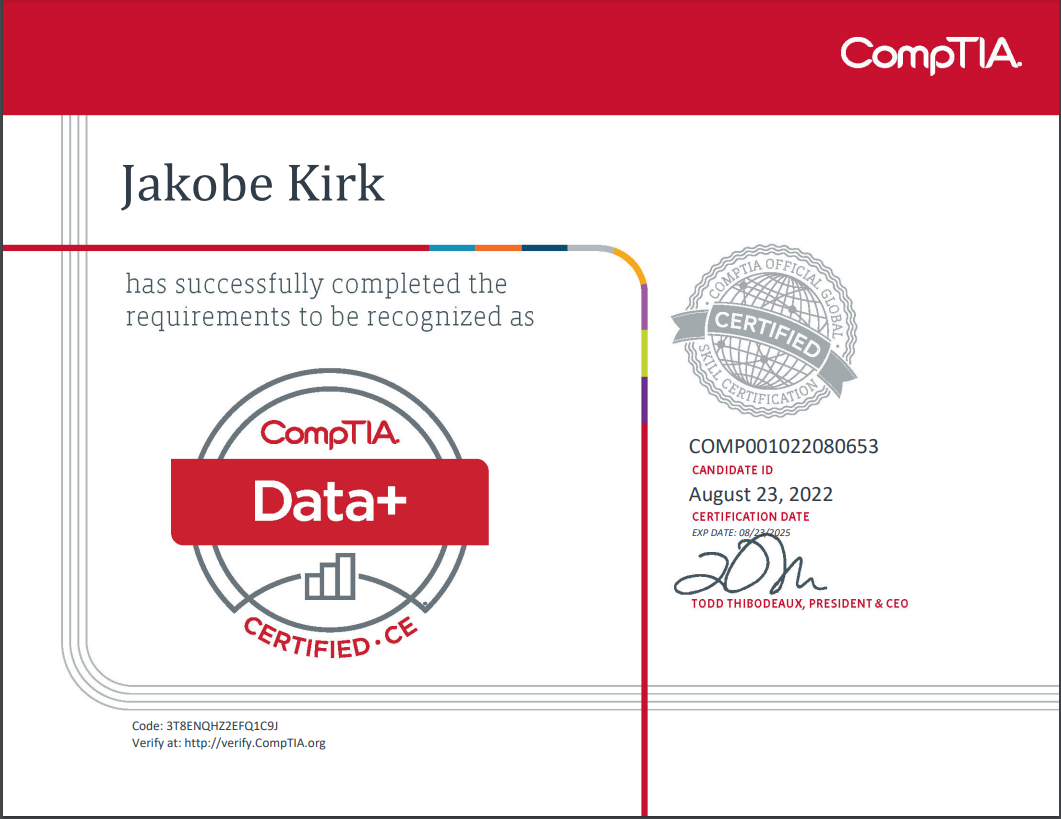 CompTIA.
Jakobe Kirk
has successfully completed the
requirements to be recognized as
CompTIA.
Data+
CERTIFIED • CE
COMPTIA OFFICIAL GLOBAL
CERTIFIED
SKILL CERTIFICATION
COMP001022080653
CANDIDATE ID
August 23, 2022
CERTIFICATION DATE
EXP DATE: 08/23/2025
TODD THIBODEAUX, PRESIDENT & CEO
Code: 3T8ENQHZ2EFQ1C9J
Verify at: http://verify.CompTIA.org